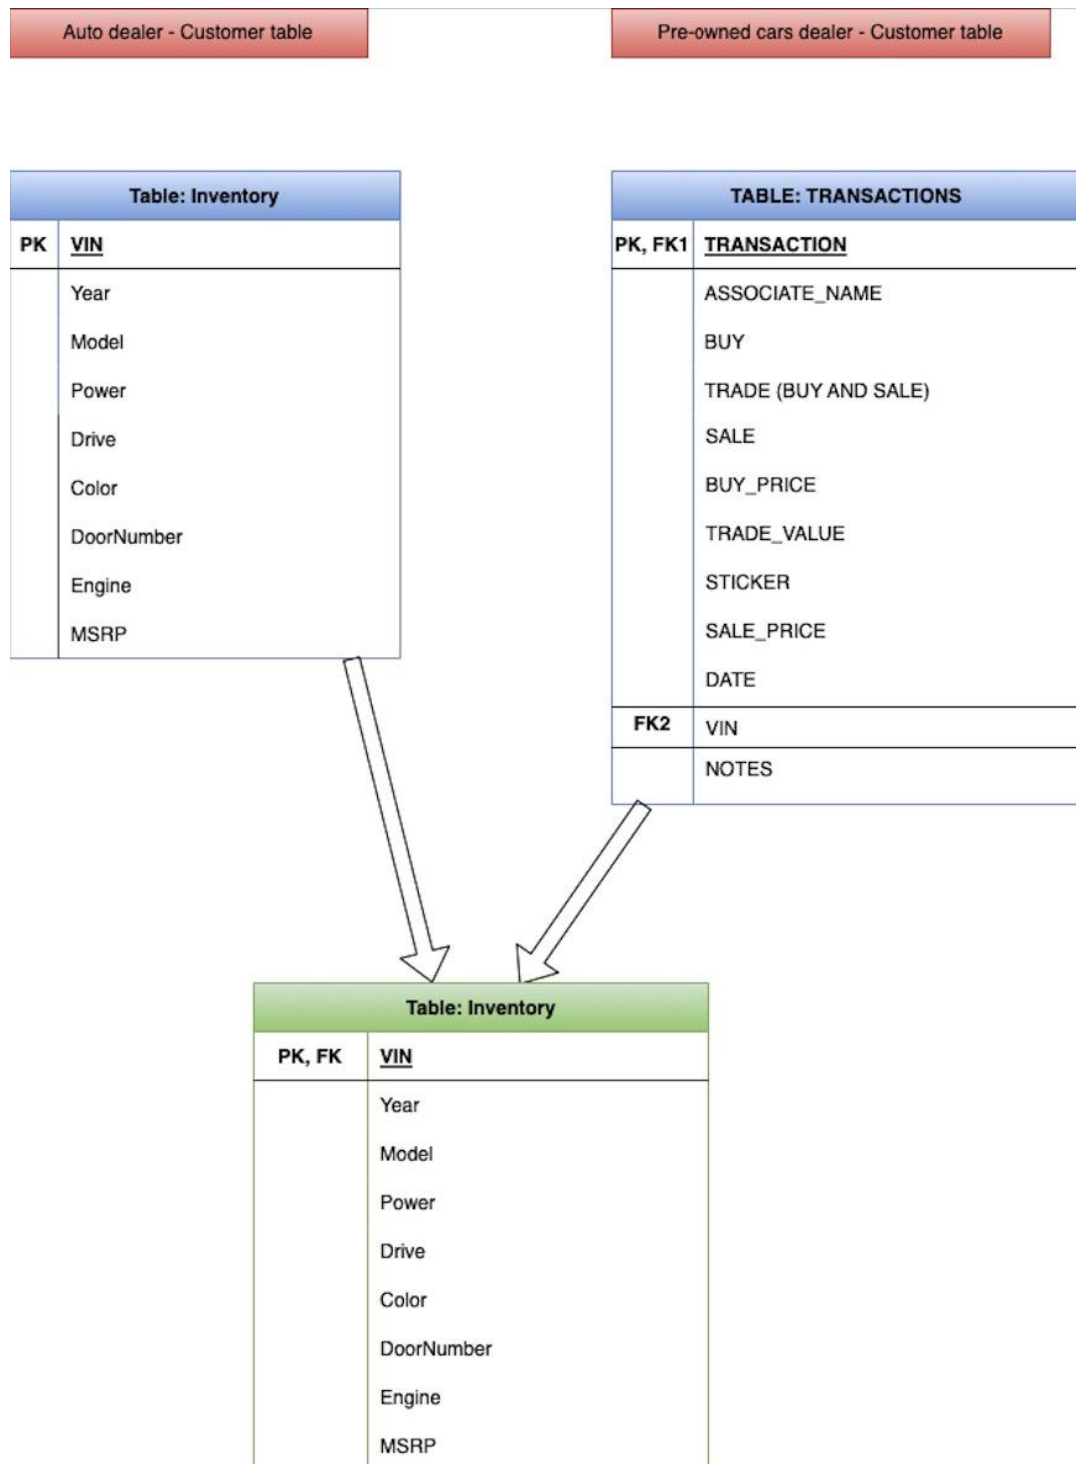 Auto dealer - Customer table
Pre-owned cars dealer - Customer table
Table: Inventory
PK VIN
Year
Model
Power
Drive
Color
DoorNumber
Engine
MSRP
TABLE: TRANSACTIONS
PK, FK1 TRANSACTION
ASSOCIATE_NAME
BUY
TRADE (BUY AND SALE)
SALE
BUY_PRICE
TRADE_VALUE
STICKER
SALE_PRICE
DATE
FK2 VIN
NOTES
Table: Inventory
PK, FK VIN
Year
Model
Power
Drive
Color
DoorNumber
Engine
MSRP